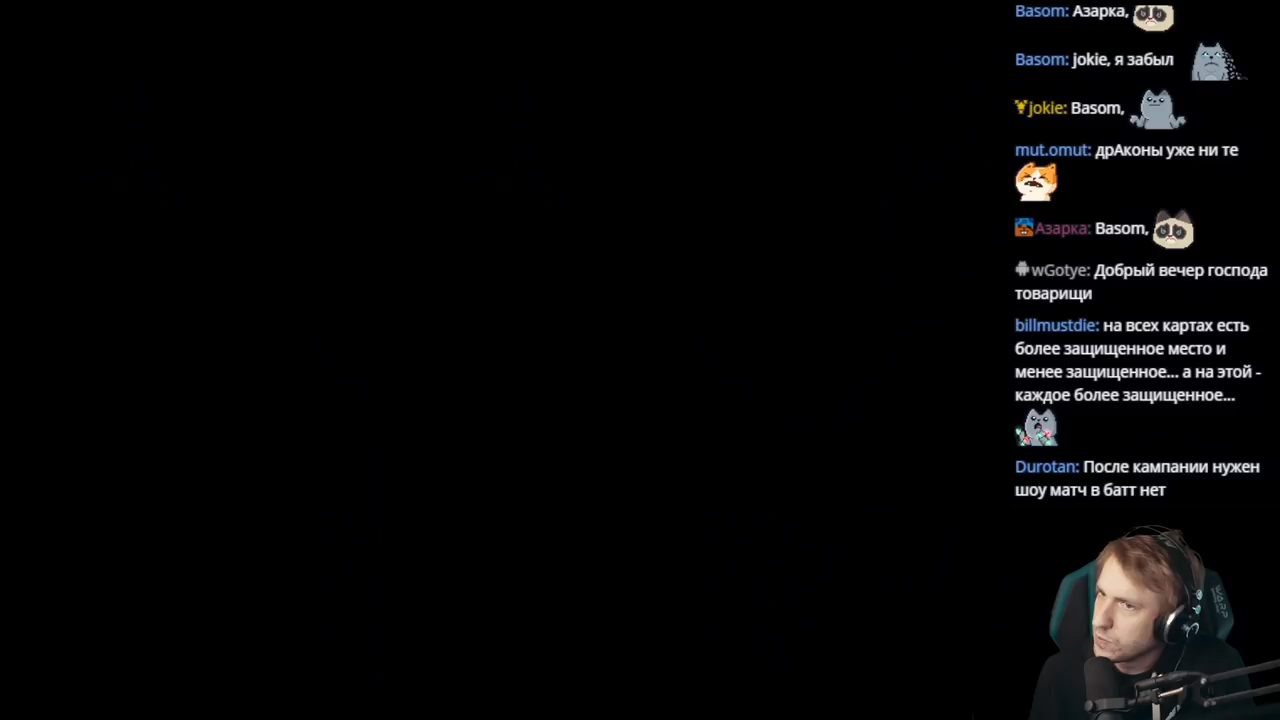 Basom: Азарка,
Basom: jokie, я забыл
jokie: Basom,
mut.omut: дрАконы уже ни те
Азарка: Basom,
wGotye: Добрый вечер господа
товарищи
billmustdie: на всех картах есть
более защищенное место и
менее защищенное... а на этой -
каждое более защищенное...
Durotan: После кампании нужен
шоу матч в батт нет
WARP